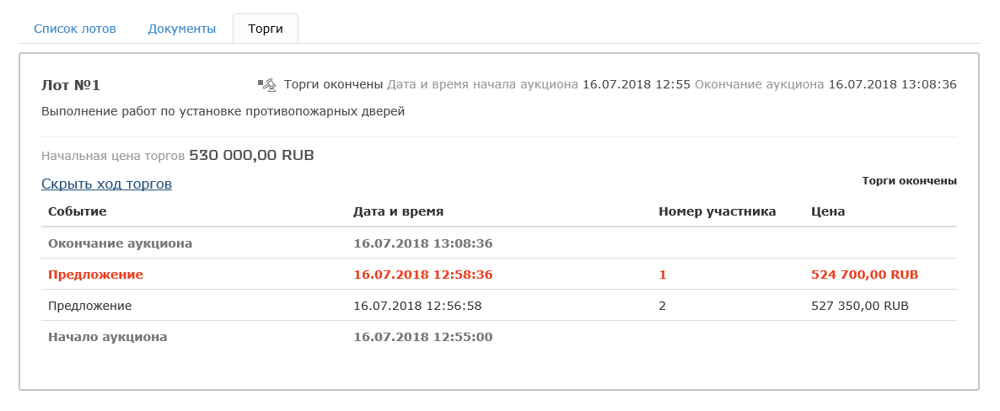 Список лотов Документы Торги
Лот №1 Торги окончены Дата и время начала аукциона 16.07.2018 12:55 Окончание аукциона 16.07.2018 13:08:36
Выполнение работ по установке противопожарных дверей
Начальная цена торгов 530 000,00 RUB
Скрыть ход торгов Торги окончены
Событие Дата и время Номер участника Цена
Окончание аукциона 16.07.2018 13:08:36
Предложение 16.07.2018 12:58:36 1 524 700,00 RUB
Предложение 16.07.2018 12:56:58 2 527 350,00 RUB
Начало аукциона 16.07.2018 12:55:00